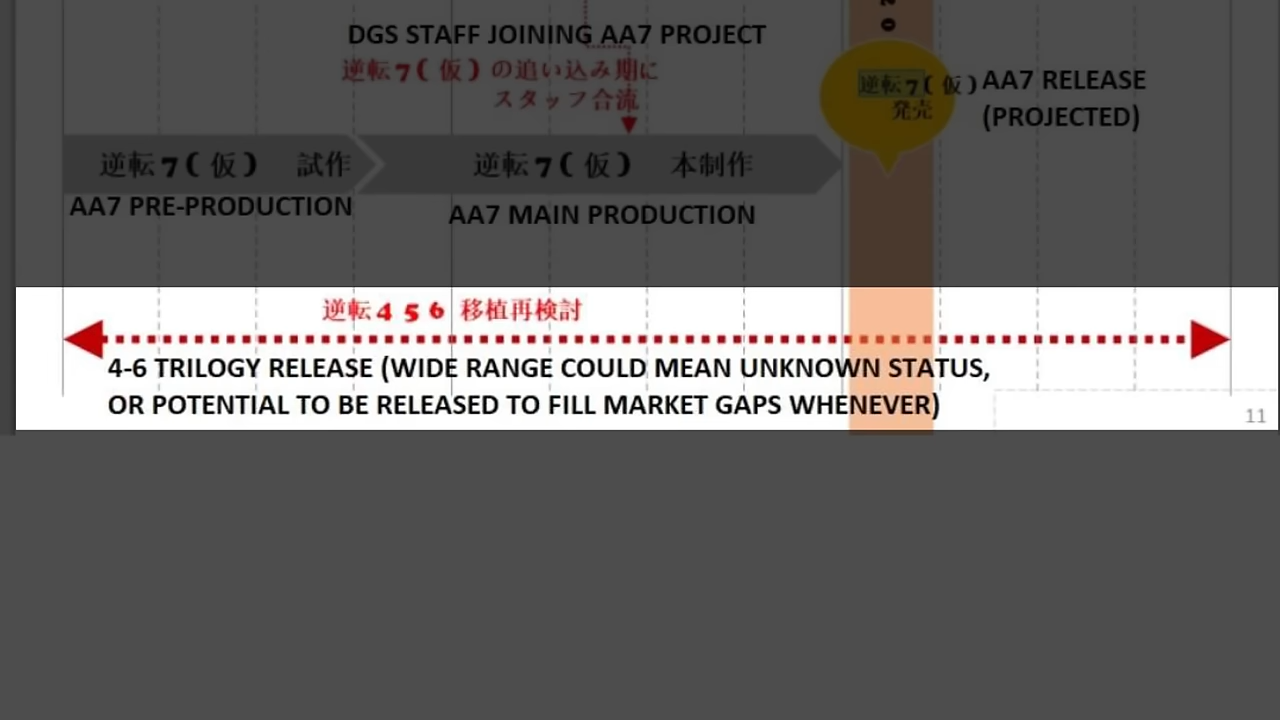 20
DGS STAFF JOINING AA7 PROJECT
逆転7(仮)の追い込み期に
スタッフ合流
逆転7(仮)
発売
AA7 RELEASE
(PROJECTED)
逆転7(仮) 試作
逆転7(仮) 本制作
AA7 PRE-PRODUCTION
AA7 MAIN PRODUCTION
逆転456 移植再検討
4-6 TRILOGY RELEASE (WIDE RANGE COULD MEAN UNKNOWN STATUS,
OR POTENTIAL TO BE RELEASED TO FILL MARKET GAPS WHENEVER)
11